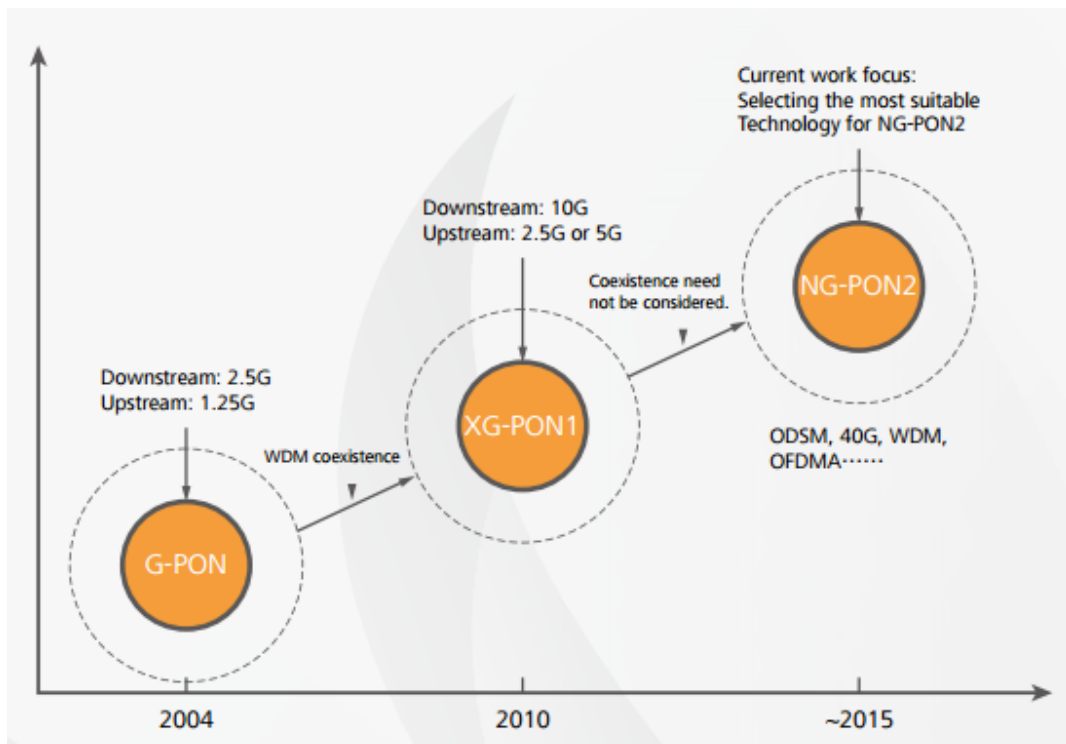 Current work focus:
Selecting the most suitable
Technology for NG-PON2
Downstream: 10G
Upstream: 2.5G or 5G
Coexistence need
not be considered.
NG-PON2
Downstream: 2.5G
Upstream: 1.25G
WDM coexistence
XG-PON1
ODSM, 40G, WDM,
OFDMA······
G-PON
2004
2010
~2015